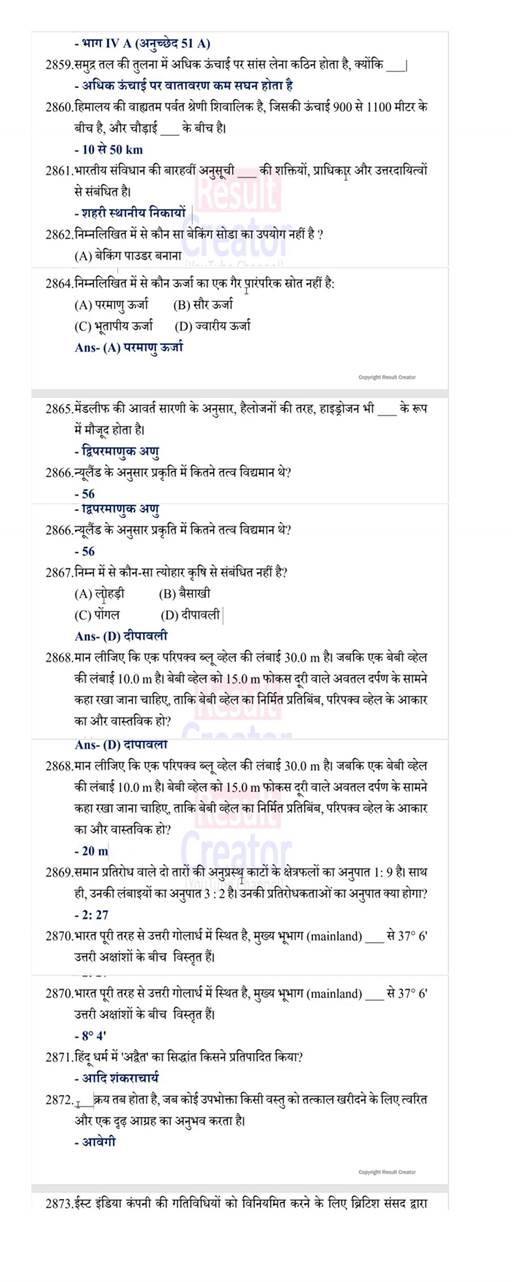 - भाग IV A (अनुच्छेद 51 A)
2859.समुद्र तल की तुलना में अधिक ऊंचाई पर सांस लेना कठिन होता है, क्योंकि ____|
- अधिक ऊंचाई पर वातावरण कम सघन होता है
2860.हिमालय की वाह्यतम पर्वत श्रेणी शिवालिक है, जिसकी ऊंचाई 900 से 1100 मीटर के
बीच है, और चौड़ाई ____ के बीच है।
- 10 से 50 km
2861.भारतीय संविधान की बारहवीं अनुसूची ____ की शक्तियों, प्राधिकार और उत्तरदायित्वों
से संबंधित है।
- शहरी स्थानीय निकायों
2862.निम्नलिखित में से कौन सा बेकिंग सोडा का उपयोग नहीं है ?
(A) बेकिंग पाउडर बनाना
2864.निम्नलिखित में से कौन ऊर्जा का एक गैर पारंपरिक स्रोत नहीं है:
(A) परमाणु ऊर्जा (B) सौर ऊर्जा
(C) भूतापीय ऊर्जा (D) ज्वारीय ऊर्जा
Ans- (A) परमाणु ऊर्जा
Copyright Result Creator
2865.मेंडलीफ की आवर्त सारणी के अनुसार, हैलोजनों की तरह, हाइड्रोजन भी ____ के रूप
में मौजूद होता है।
- द्विपरमाणुक अणु
2866.न्यूलैंड के अनुसार प्रकृति में कितने तत्व विद्यमान थे?
- 56
- द्विपरमाणुक अणु
2866.न्यूलैंड के अनुसार प्रकृति में कितने तत्व विद्यमान थे?
- 56
2867.निम्न में से कौन-सा त्योहार कृषि से संबंधित नहीं है?
(A) लोहड़ी (B) बैसाखी
(C) पोंगल (D) दीपावली
Ans- (D) दीपावली
2868.मान लीजिए कि एक परिपक्व ब्लू व्हेल की लंबाई 30.0 m है। जबकि एक बेबी व्हेल
की लंबाई 10.0 m है। बेबी व्हेल को 15.0 m फोकस दूरी वाले अवतल दर्पण के सामने
कहा रखा जाना चाहिए, ताकि बेबी व्हेल का निर्मित प्रतिबिंब, परिपक्व व्हेल के आकार
का और वास्तविक हो?
Ans- (D) दीपावली
2868.मान लीजिए कि एक परिपक्व ब्लू व्हेल की लंबाई 30.0 m है। जबकि एक बेबी व्हेल
की लंबाई 10.0 m है। बेबी व्हेल को 15.0 m फोकस दूरी वाले अवतल दर्पण के सामने
कहा रखा जाना चाहिए, ताकि बेबी व्हेल का निर्मित प्रतिबिंब, परिपक्व व्हेल के आकार
का और वास्तविक हो?
- 20 m
2869.समान प्रतिरोध वाले दो तारों की अनुप्रस्थ काटों के क्षेत्रफलों का अनुपात 1: 9 है। साथ
ही, उनकी लंबाइयों का अनुपात 3 : 2 है। उनकी प्रतिरोधकताओं का अनुपात क्या होगा?
- 2: 27
2870.भारत पूरी तरह से उत्तरी गोलार्ध में स्थित है, मुख्य भूभाग (mainland) ____ से 37° 6'
उत्तरी अक्षांशों के बीच विस्तृत हैं।
2870.भारत पूरी तरह से उत्तरी गोलार्ध में स्थित है, मुख्य भूभाग (mainland) ____ से 37° 6'
उत्तरी अक्षांशों के बीच विस्तृत हैं।
- 8° 4'
2871.हिंदू धर्म में 'अद्वैत' का सिद्धांत किसने प्रतिपादित किया?
- आदि शंकराचार्य
2872.____क्रय तब होता है, जब कोई उपभोक्ता किसी वस्तु को तत्काल खरीदने के लिए त्वरित
और एक दृढ़ आग्रह का अनुभव करता है।
- आवेगी
Copyright Result Creator
2873.ईस्ट इंडिया कंपनी की गतिविधियों को विनियमित करने के लिए ब्रिटिश संसद द्वारा